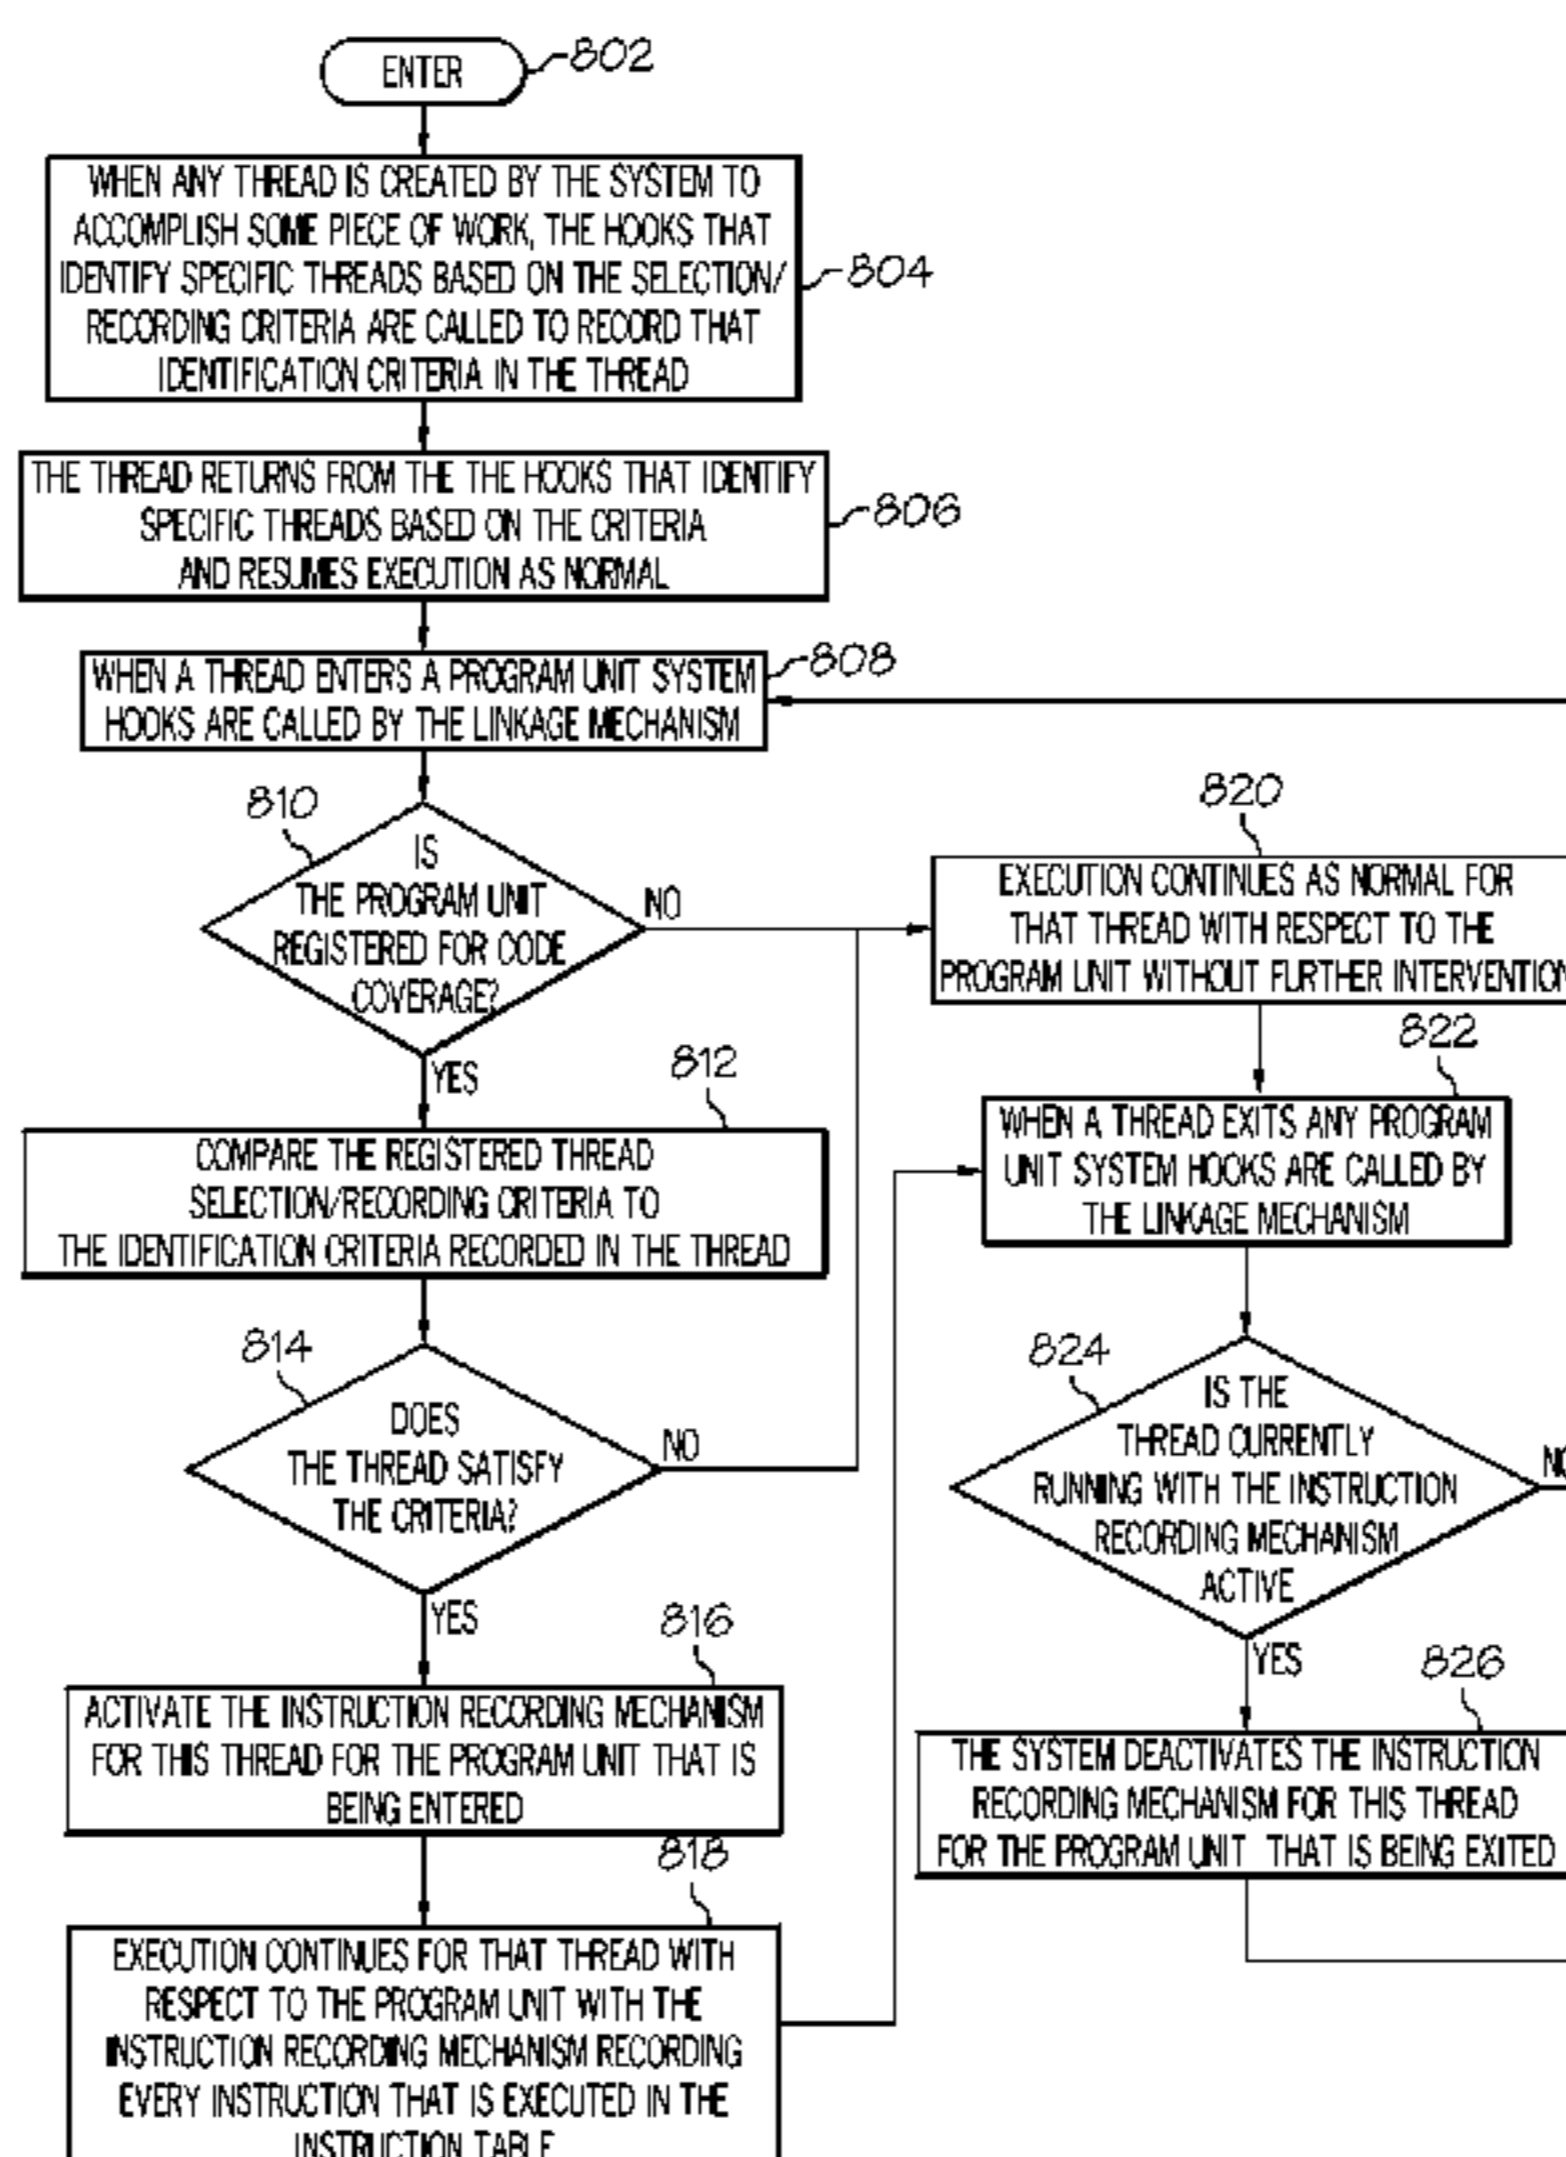 ENTER
802
WHEN ANY THREAD IS CREATED BY THE SYSTEM TO
ACCOMPLISH SOME PIECE OF WORK, THE HOOKS THAT
IDENTIFY SPECIFIC THREADS BASED ON THE SELECTION/
RECORDING CRITERIA ARE CALLED TO RECORD THAT
IDENTIFICATION CRITERIA IN THE THREAD
804
THE THREAD RETURNS FROM THE THE HOOKS THAT IDENTIFY
SPECIFIC THREADS BASED ON THE CRITERIA
AND RESUMES EXECUTION AS NORMAL
806
WHEN A THREAD ENTERS A PROGRAM UNIT SYSTEM
HOOKS ARE CALLED BY THE LINKAGE MECHANISM
808
810
IS
THE PROGRAM UNIT
REGISTERED FOR CODE
COVERAGE?
NO
YES
812
COMPARE THE REGISTERED THREAD
SELECTION/RECORDING CRITERIA TO
THE IDENTIFICATION CRITERIA RECORDED IN THE THREAD
814
DOES
THE THREAD SATISFY
THE CRITERIA?
NO
YES
816
ACTIVATE THE INSTRUCTION RECORDING MECHANISM
FOR THIS THREAD FOR THE PROGRAM UNIT THAT IS
BEING ENTERED
818
EXECUTION CONTINUES FOR THAT THREAD WITH
RESPECT TO THE PROGRAM UNIT WITH THE
INSTRUCTION RECORDING MECHANISM RECORDING
EVERY INSTRUCTION THAT IS EXECUTED IN THE
INSTRUCTION TABLE
820
EXECUTION CONTINUES AS NORMAL FOR
THAT THREAD WITH RESPECT TO THE
PROGRAM UNIT WITHOUT FURTHER INTERVENTION
822
WHEN A THREAD EXITS ANY PROGRAM
UNIT SYSTEM HOOKS ARE CALLED BY
THE LINKAGE MECHANISM
824
IS THE
THREAD CURRENTLY
RUNNING WITH THE INSTRUCTION
RECORDING MECHANISM
ACTIVE
NO
YES
826
THE SYSTEM DEACTIVATES THE INSTRUCTION
RECORDING MECHANISM FOR THIS THREAD
FOR THE PROGRAM UNIT THAT IS BEING EXITED